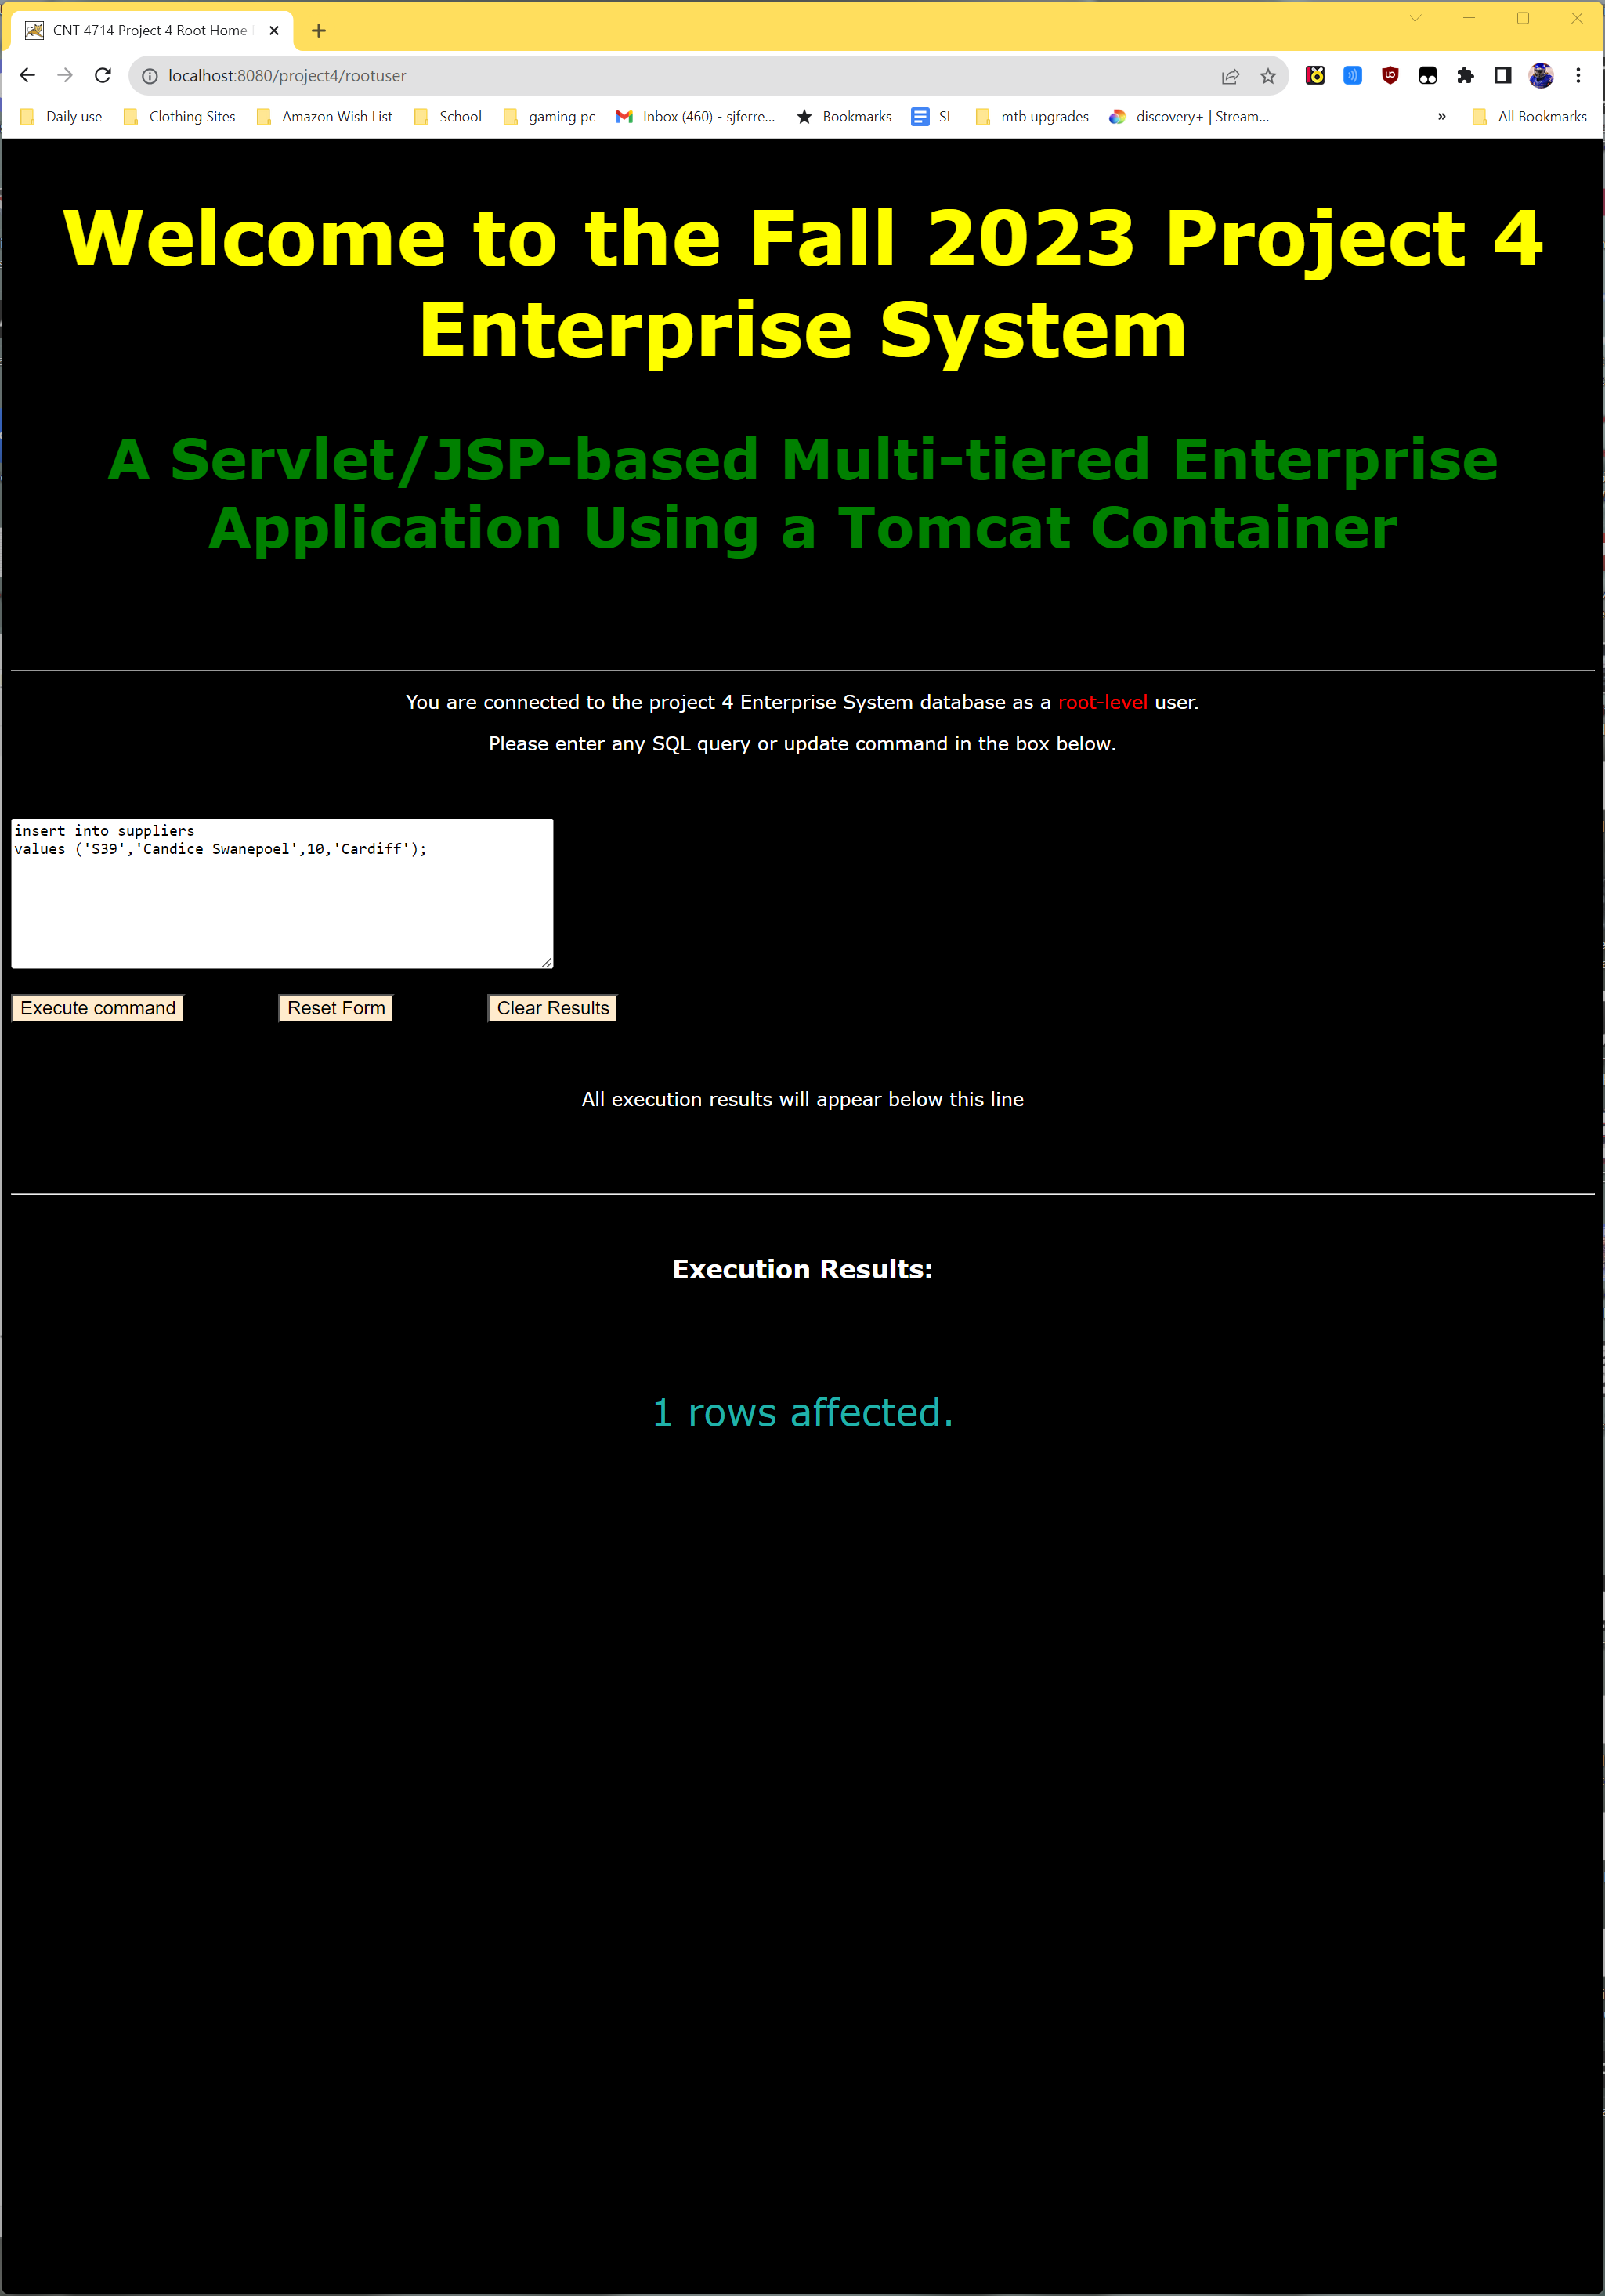 CNT 4714 Project 4 Root Home
localhost:8080/project4/rootuser
Daily use
Clothing Sites
Amazon Wish List
School
gaming pc
Inbox (460) - sjferre...
Bookmarks
SI
mtb upgrades
discovery+ | Stream...
»
All Bookmarks
Welcome to the Fall 2023 Project 4
Enterprise System
A Servlet/JSP-based Multi-tiered Enterprise
Application Using a Tomcat Container
You are connected to the project 4 Enterprise System database as a root-level user.
Please enter any SQL query or update command in the box below.
insert into suppliers
values ('S39','Candice Swanepoel',10,'Cardiff');
Execute command
Reset Form
Clear Results
All execution results will appear below this line
Execution Results:
1 rows affected.